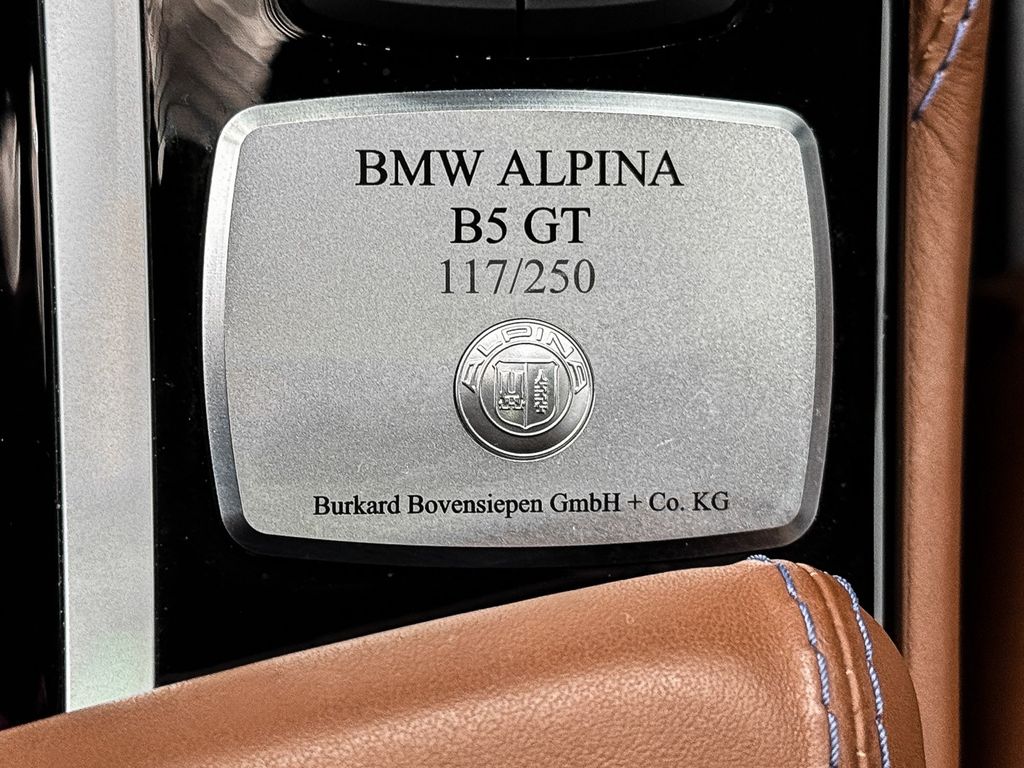 BMW ALPINA
B5 GT
117/250
ALPINA
Burkard Bovensiepen GmbH + Co. KG